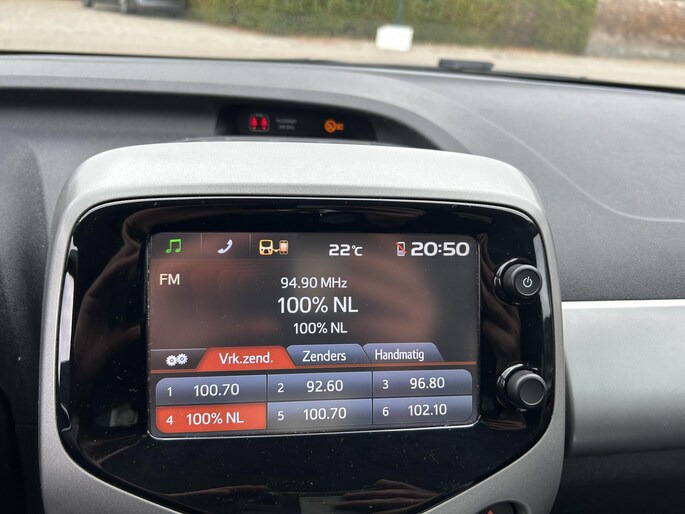 22°C
20:50
FM
94.90 MHz
100% NL
100% NL
Vrk.zend.
Zenders
Handmatig
1 100.70
2 92.60
3 96.80
4 100% NL
5 100.70
6 102.10